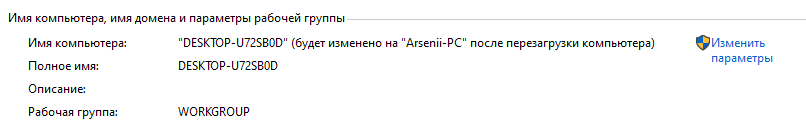 Имя компьютера, имя домена и параметры рабочей группы
Имя компьютера: "DESKTOP-U72SB0D" (будет изменено на "Arsenii-PC" после перезагрузки компьютера) Изменить
параметры
Полное имя: DESKTOP-U72SB0D
Описание:
Рабочая группа: WORKGROUP